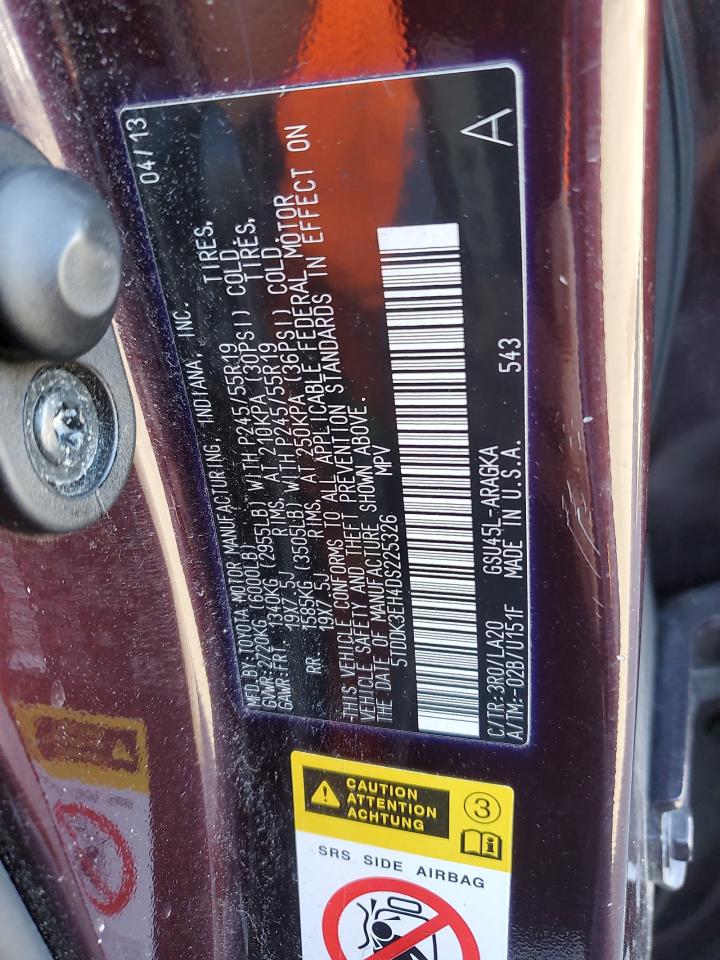 MFD BY:TOYOTA MOTOR MANUFACTURING, INDIANA, INC. 04/13
GVWR:2720KG (6000LB)
GAWR:FRT 1340KG (2955LB) WITH P245/55R19 TIRES,
19X7.5J RIMS, AT 210KPA (30PSI) COLD
RR 1585KG (3505LB) WITH P245/55R19 TIRES,
19X7.5J RIMS, AT 250KPA (36PSI) COLD
-THIS VEHICLE CONFORMS TO ALL APPLICABLE FEDERAL MOTOR
VEHICLE SAFETY AND THEFT PREVENTION STANDARDS IN EFFECT ON
THE DATE OF MANUFACTURE SHOWN ABOVE.
5TDDK3EH4DS225326 MPV
A
C/TR:3R0/LA20 GSU45L-ARAGKA 543
A/TM:-02B/U151F MADE IN U.S.A.
CAUTION
ATTENTION
ACHTUNG
3
SRS SIDE AIRBAG